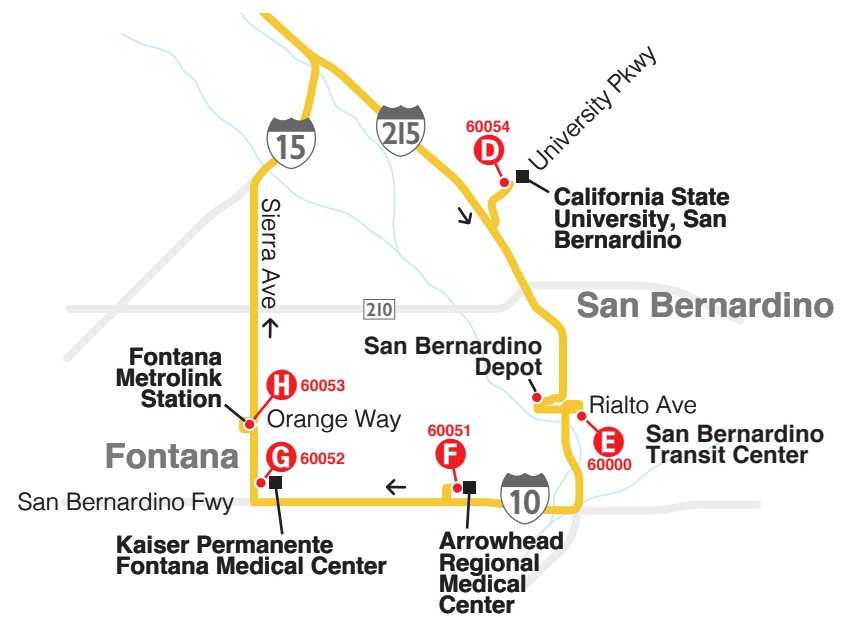 University Pkwy
60054
D
215
15
California State
University, San
Bernardino
Sierra Ave
210
San Bernardino
San Bernardino
Depot
Fontana
Metrolink
Station
H
60053
Orange Way
Rialto Ave
60051
F
E
60000
San Bernardino
Transit Center
Fontana
G
60052
San Bernardino Fwy
10
Kaiser Permanente
Fontana Medical Center
Arrowhead
Regional
Medical
Center